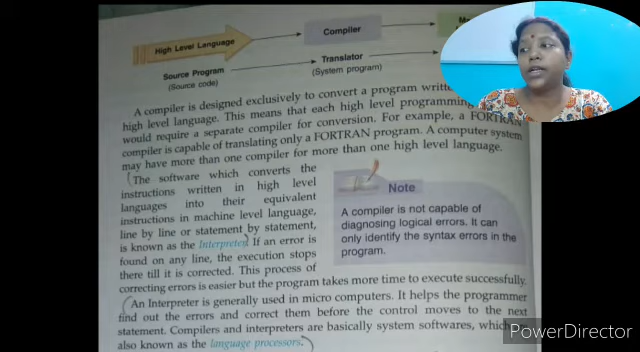 High Level Language
Compiler
Source Program
(Source code)
Translator
(System program)
A compiler is designed exclusively to convert a program
high level language. This means that each high level programming
would require a separate compiler for conversion. For example, a FORTRAN
compiler is capable of translating only a FORTRAN program. A computer system
may have more than one compiler for more than one high level language.
The software which converts the
instructions written in high level
languages into their equivalent
instructions in machine level language,
line by line or statement by statement,
is known as the Interpreter. If an error is
found on any line, the execution stops
there till it is corrected. This process of
correcting errors is easier but the program takes more time to execute successfully.
Note
A compiler is not capable of
diagnosing logical errors. It can
only identify the syntax errors in the
program.
An Interpreter is generally used in micro computers. It helps the programmer
find out the errors and correct them before the control moves to the next
statement. Compilers and interpreters are basically system softwares,
also known as the language processors.
PowerDirector